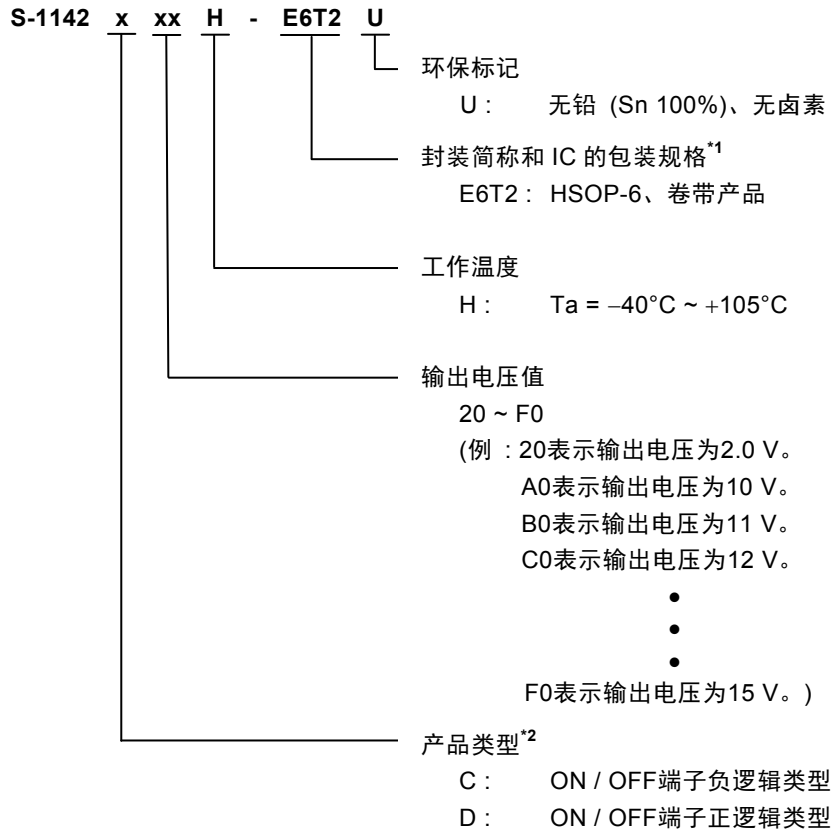 S-1142 x xx H - E6T2 U
环保标记
U : 无铅 (Sn 100%)、无卤素
封装简称和 IC 的包装规格*1
E6T2 : HSOP-6、卷带产品
工作温度
H : Ta = −40°C ~ +105°C
输出电压值
20 ~ F0
(例 : 20表示输出电压为2.0 V。
A0表示输出电压为10 V。
B0表示输出电压为11 V。
C0表示输出电压为12 V。
•
•
•
F0表示输出电压为15 V。)
产品类型*2
C : ON / OFF端子负逻辑类型
D : ON / OFF端子正逻辑类型